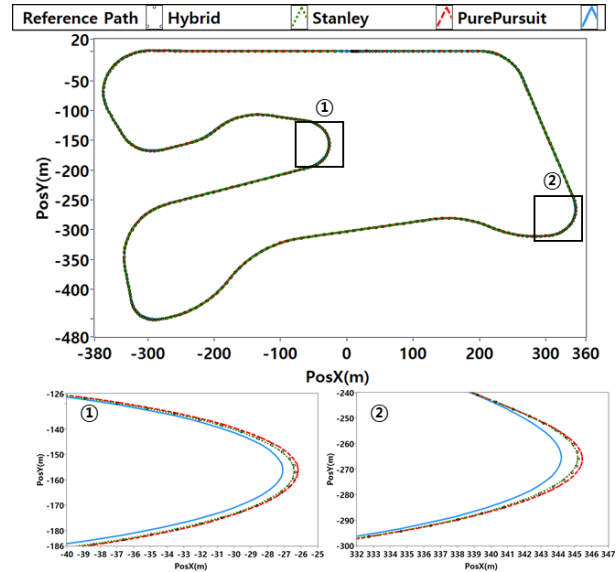 Reference Path Hybrid Stanley PurePursuit
20
-50
-100
-150
-200
-250
-300
-350
-400
-480
PosY(m)
①
②
-380 -300 -200 -100 0 100 200 300 360
PosX(m)
-126
-140
-150
-160
-170
-180
-186
PosY(m)
①
-40 -39 -38 -37 -36 -35 -34 -33 -32 -31 -30 -29 -28 -27 -26 -25
PosX(m)
-240
-250
-260
-270
-280
-290
-300
PosY(m)
②
332 333 334 335 336 337 338 339 340 341 342 343 344 345 346 347
PosX(m)